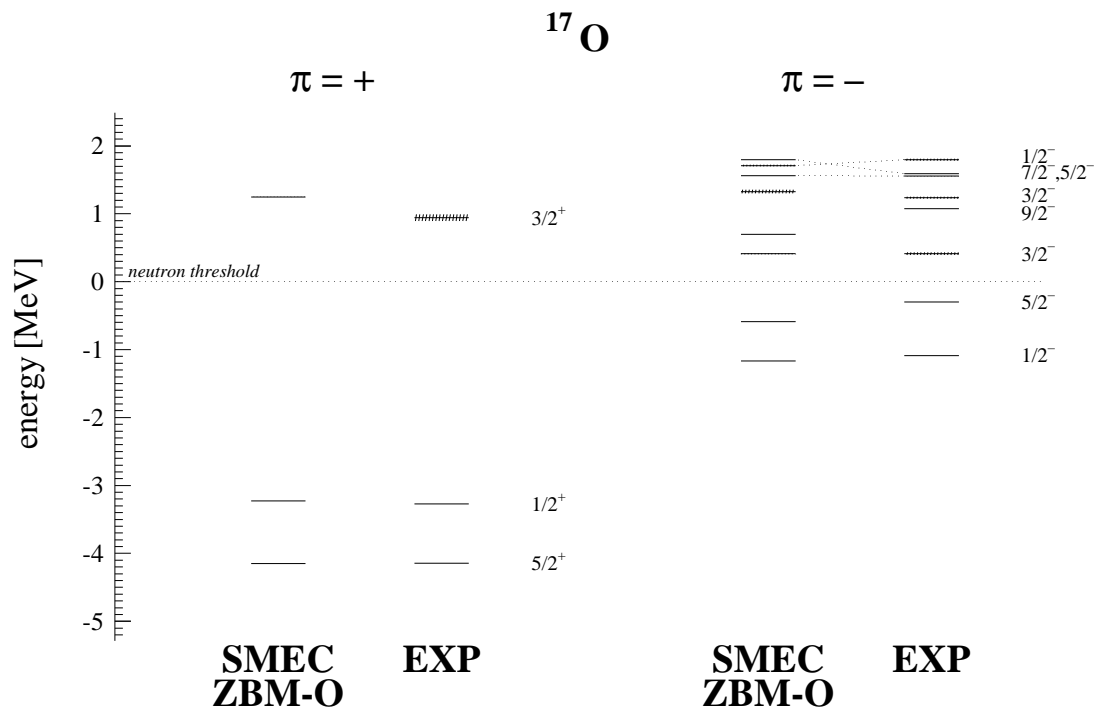 ¹⁷O
π = +
π = −
energy [MeV]
2
1
0
-1
-2
-3
-4
-5
neutron threshold
3/2⁺
1/2⁺
5/2⁺
1/2⁻
7/2⁻,5/2⁻
3/2⁻
9/2⁻
3/2⁻
5/2⁻
1/2⁻
SMEC
ZBM-O
EXP
SMEC
ZBM-O
EXP